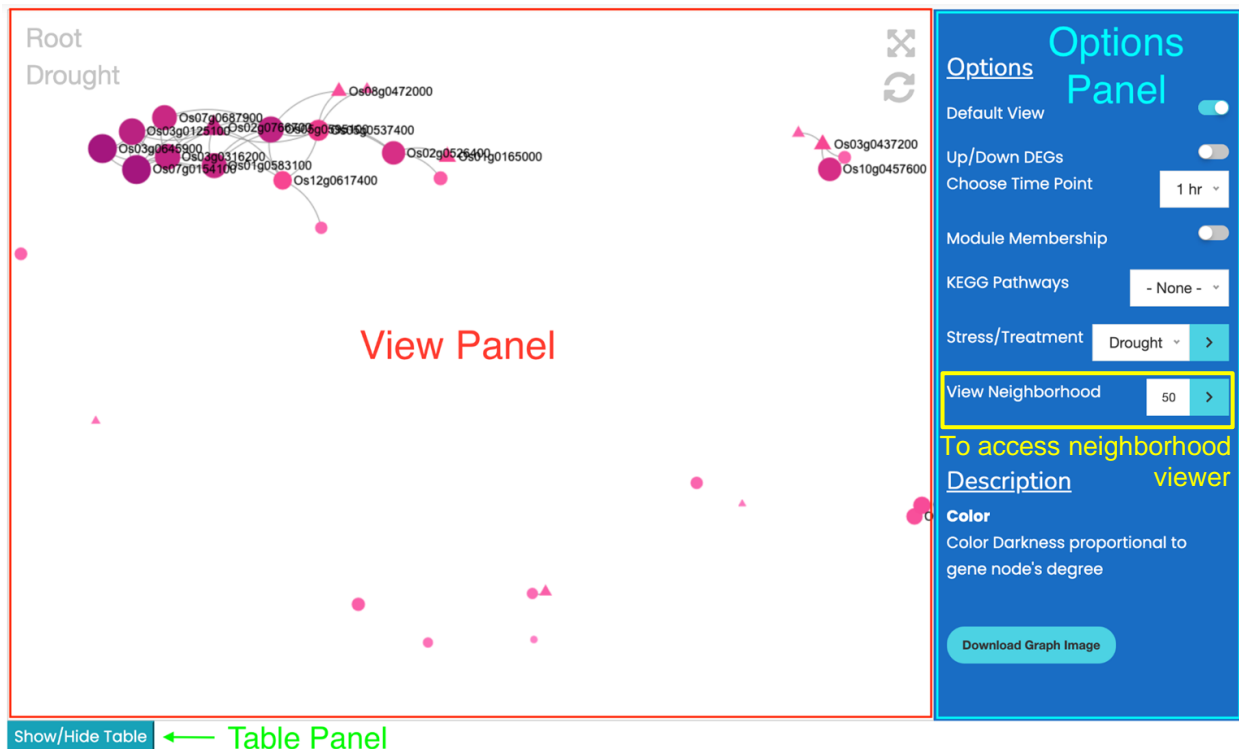 Root
Drought
Os08g0472000
Os07g0687900
Os03g0125100
Os02g0766700
Os05g0537400
Os03g0645900
Os03g0316200
Os02g0526400
Os01g0165000
Os07g0154100
Os01g0583100
Os12g0617400
Os03g0437200
Os10g0457600
View Panel
Options
Panel
Options
Default View
Up/Down DEGs
Choose Time Point
1 hr
Module Membership
KEGG Pathways
- None -
Stress/Treatment
Drought
>
View Neighborhood
50
>
To access neighborhood
viewer
Description
Color
Color Darkness proportional to
gene node's degree
Download Graph Image
Show/Hide Table
Table Panel